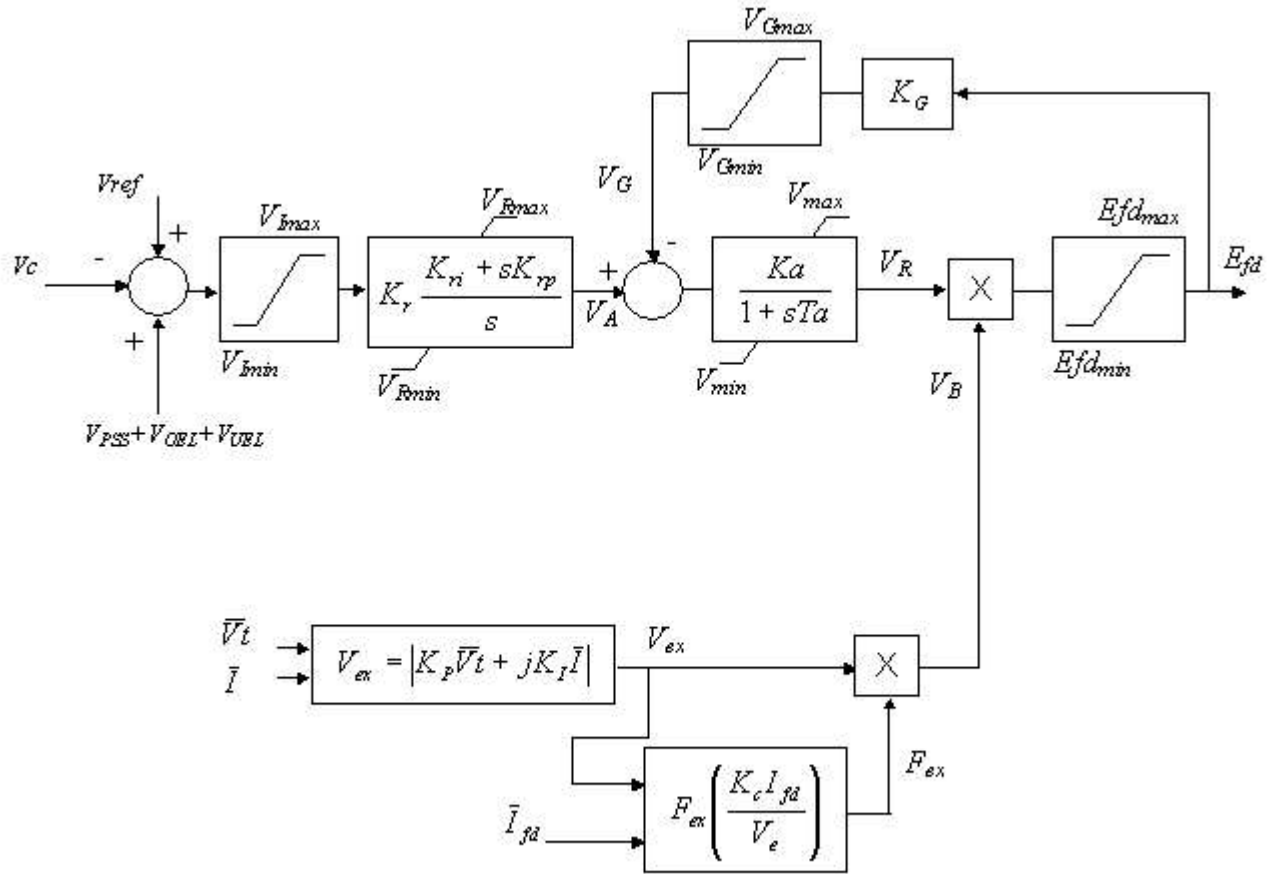 V_Gmax
K_G
V_Gmin
V_G
Vref
+
V_Imax
V_Rmax
V_max
Efd_max
E_fd
Vc
-
K_r (K_ri + sK_rp)/s
+
V_A
-
Ka/(1 + sTa)
V_R
X
+
V_Imin
V_Rmin
V_min
V_B
Efd_min
V_PSS+V_OEL+V_UEL
V̅t
I̅
V_ex = |K_P V̅t + jK_I I̅|
V_ex
X
F_ex
I̅_fd
F_ex(K_c I_fd/V_e)